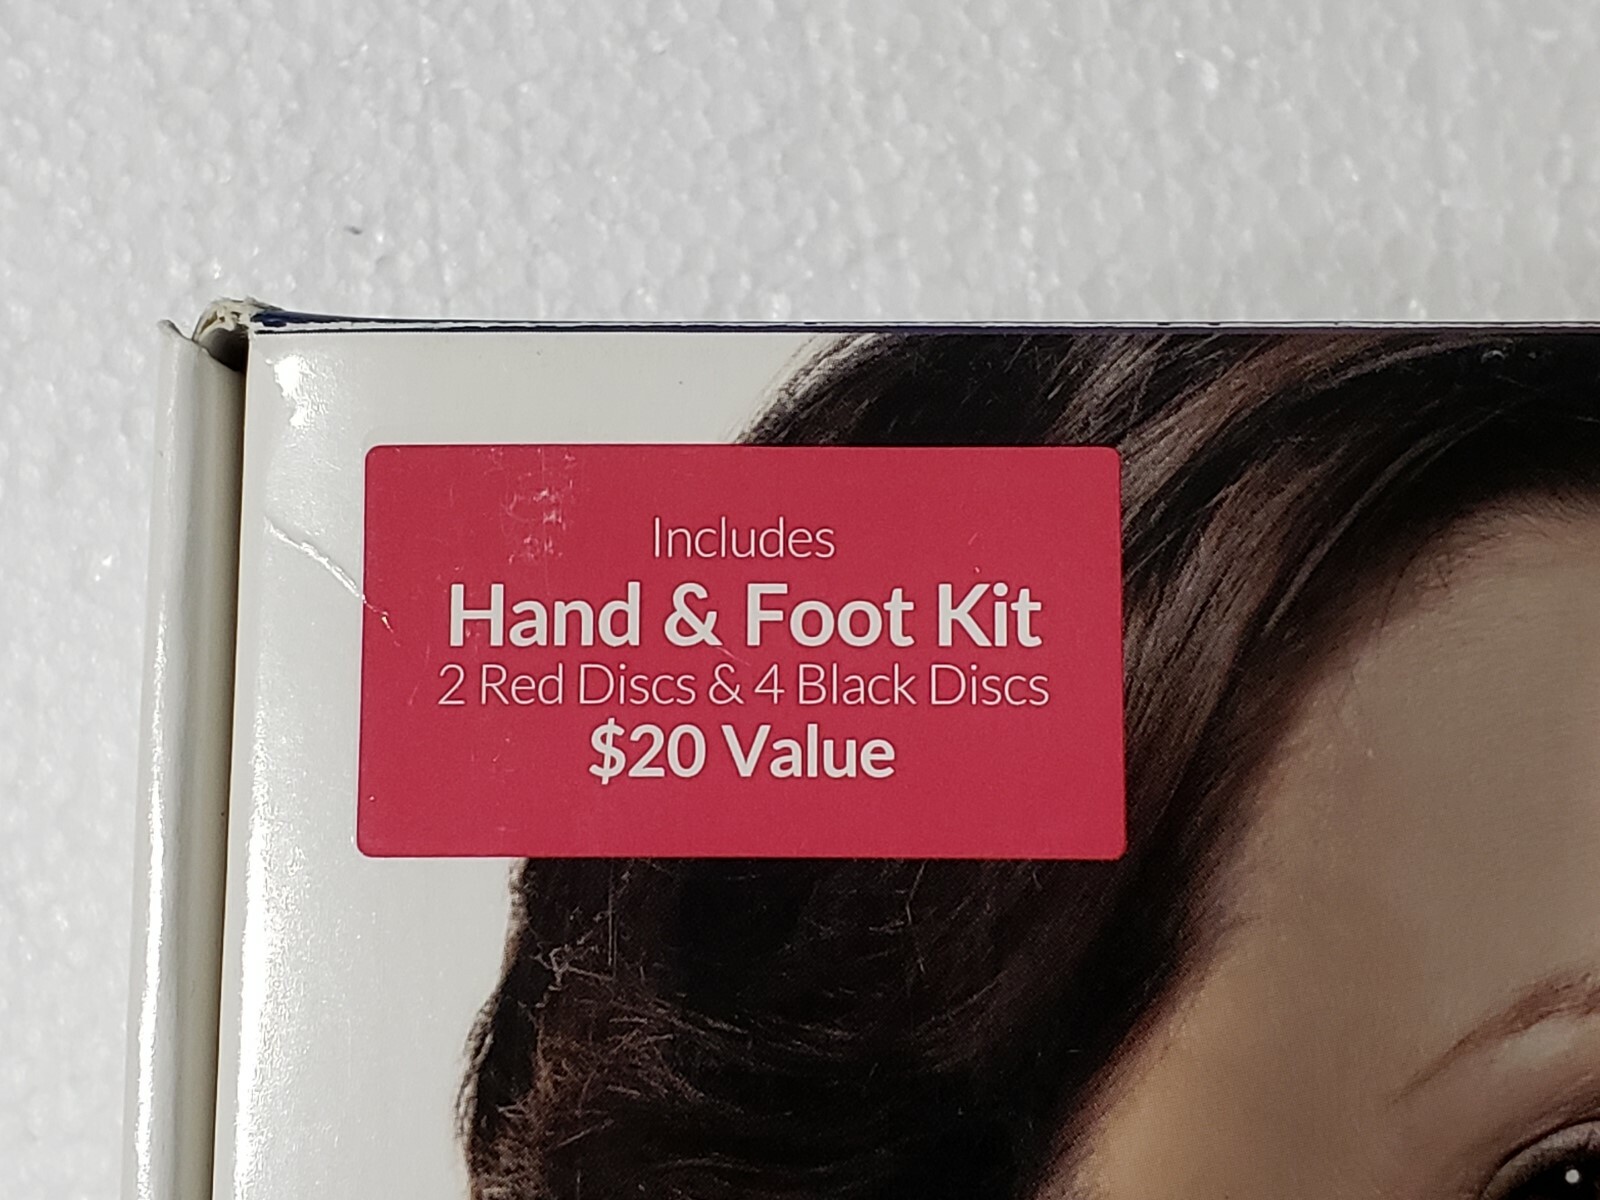 Includes
Hand & Foot Kit
2 Red Discs & 4 Black Discs
$20 Value